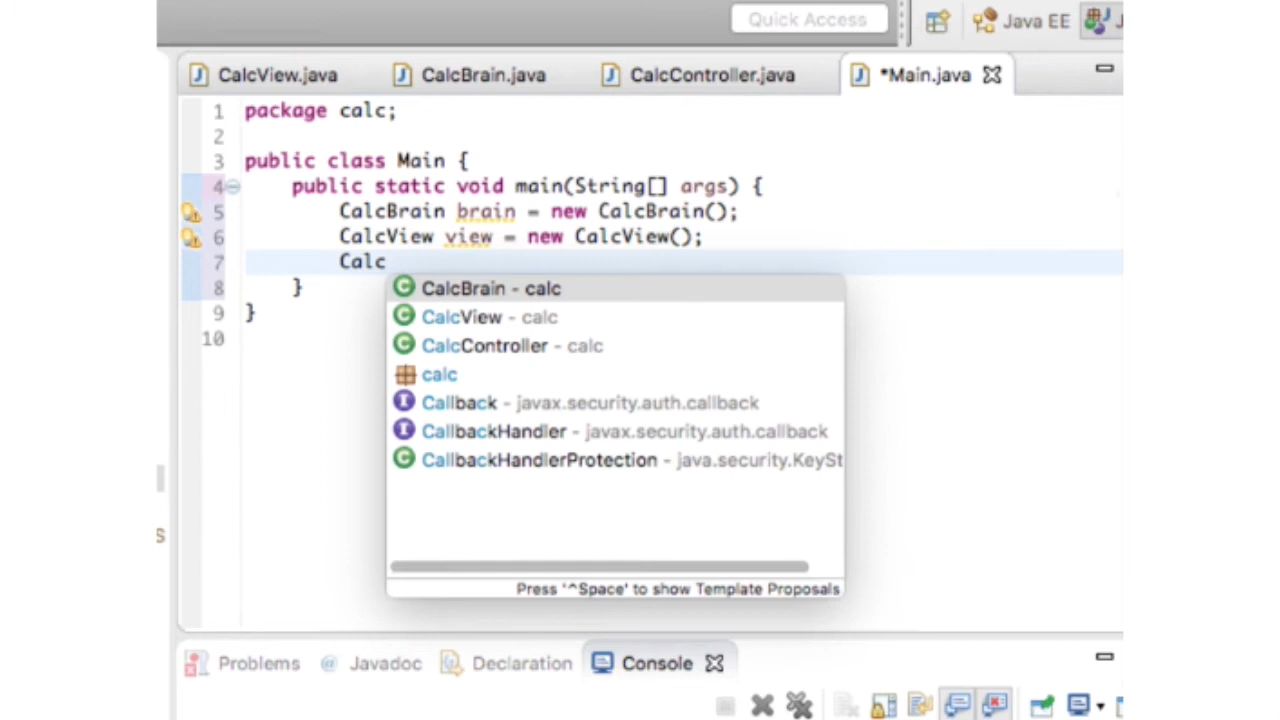 Quick Access
Java EE
CalcView.java
CalcBrain.java
CalcController.java
*Main.java
1 package calc;
2
3 public class Main {
4 public static void main(String[] args) {
5 CalcBrain brain = new CalcBrain();
6 CalcView view = new CalcView();
7 Calc
8 }
9 }
10
CalcBrain - calc
CalcView - calc
CalcController - calc
calc
Callback - javax.security.auth.callback
CallbackHandler - javax.security.auth.callback
CallbackHandlerProtection - java.security.KeySt
Press '^Space' to show Template Proposals
s
Problems
@ Javadoc
Declaration
Console